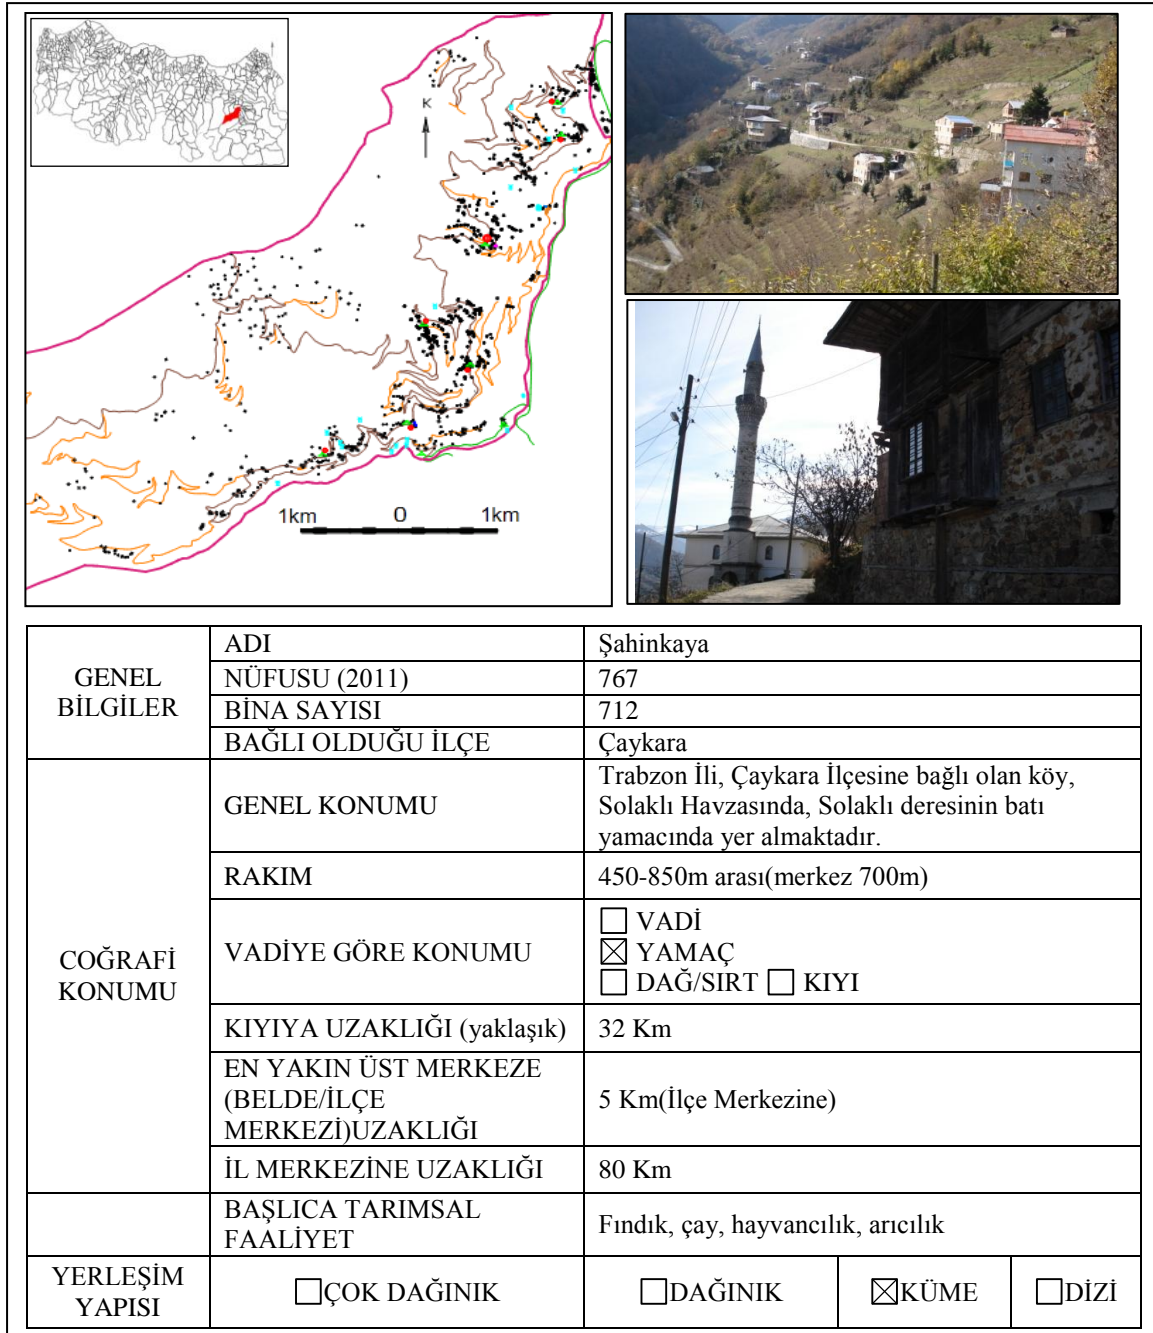 K
1km 0 1km
GENEL BİLGİLER
ADI
Şahinkaya
NÜFUSU (2011)
767
BİNA SAYISI
712
BAĞLI OLDUĞU İLÇE
Çaykara
COĞRAFİ KONUMU
GENEL KONUMU
Trabzon İli, Çaykara İlçesine bağlı olan köy,
Solaklı Havzasında, Solaklı deresinin batı
yamacında yer almaktadır.
RAKIM
450-850m arası(merkez 700m)
VADİYE GÖRE KONUMU
☐ VADİ
☒ YAMAÇ
☐ DAĞ/SIRT ☐ KIYI
KIYIYA UZAKLIĞI (yaklaşık)
32 Km
EN YAKIN ÜST MERKEZE
(BELDE/İLÇE
MERKEZİ)UZAKLIĞI
5 Km(İlçe Merkezine)
İL MERKEZİNE UZAKLIĞI
80 Km
BAŞLICA TARIMSAL
FAALİYET
Fındık, çay, hayvancılık, arıcılık
YERLEŞİM
YAPISI
☐ÇOK DAĞINIK ☐DAĞINIK ☒KÜME ☐DİZİ